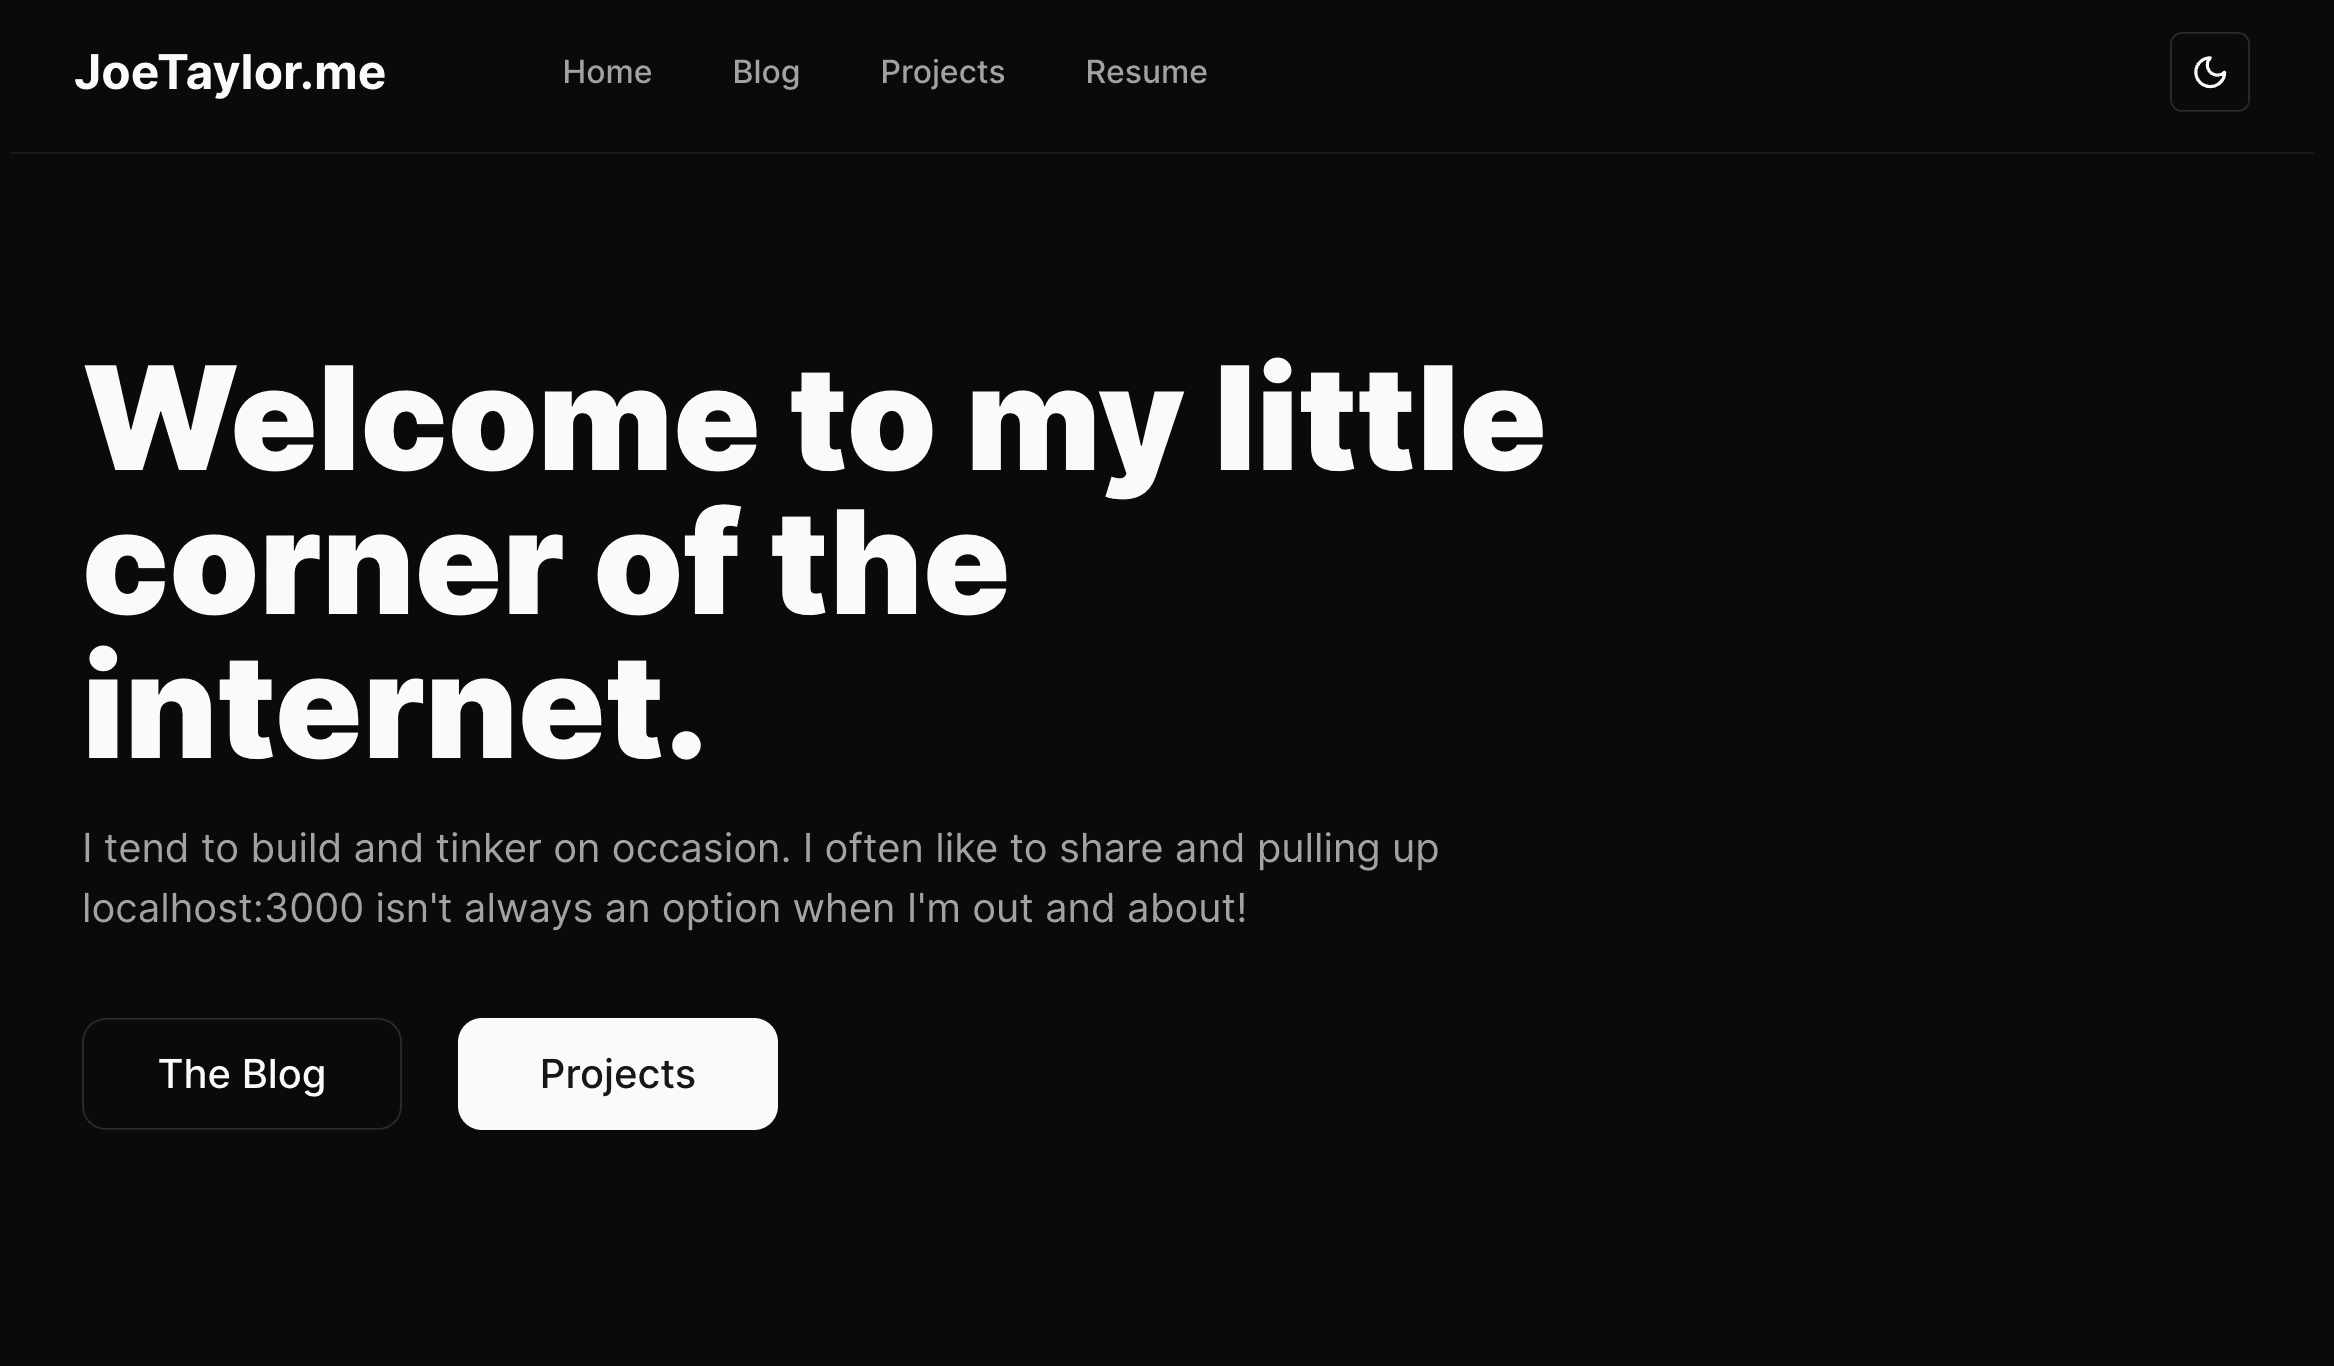 JoeTaylor.me Home Blog Projects Resume
Welcome to my little
corner of the
internet.
I tend to build and tinker on occasion. I often like to share and pulling up
localhost:3000 isn't always an option when I'm out and about!
The Blog Projects